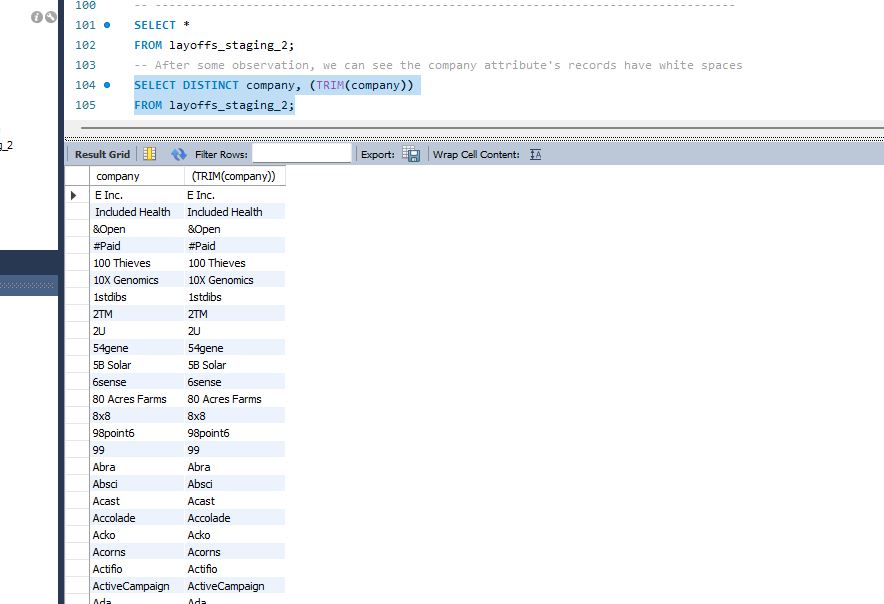 100 -- ------------------------------------------------------------------------------------
101 SELECT *
102 FROM layoffs_staging_2;
103 -- After some observation, we can see the company attribute's records have white spaces
104 SELECT DISTINCT company, (TRIM(company))
105 FROM layoffs_staging_2;
g_2
Result Grid Filter Rows: Export: Wrap Cell Content:
company (TRIM(company))
E Inc. E Inc.
Included Health Included Health
&Open &Open
#Paid #Paid
100 Thieves 100 Thieves
10X Genomics 10X Genomics
1stdibs 1stdibs
2TM 2TM
2U 2U
54gene 54gene
5B Solar 5B Solar
6sense 6sense
80 Acres Farms 80 Acres Farms
8x8 8x8
98point6 98point6
99 99
Abra Abra
Absci Absci
Acast Acast
Accolade Accolade
Acko Acko
Acorns Acorns
Actifio Actifio
ActiveCampaign ActiveCampaign
Ada Ada